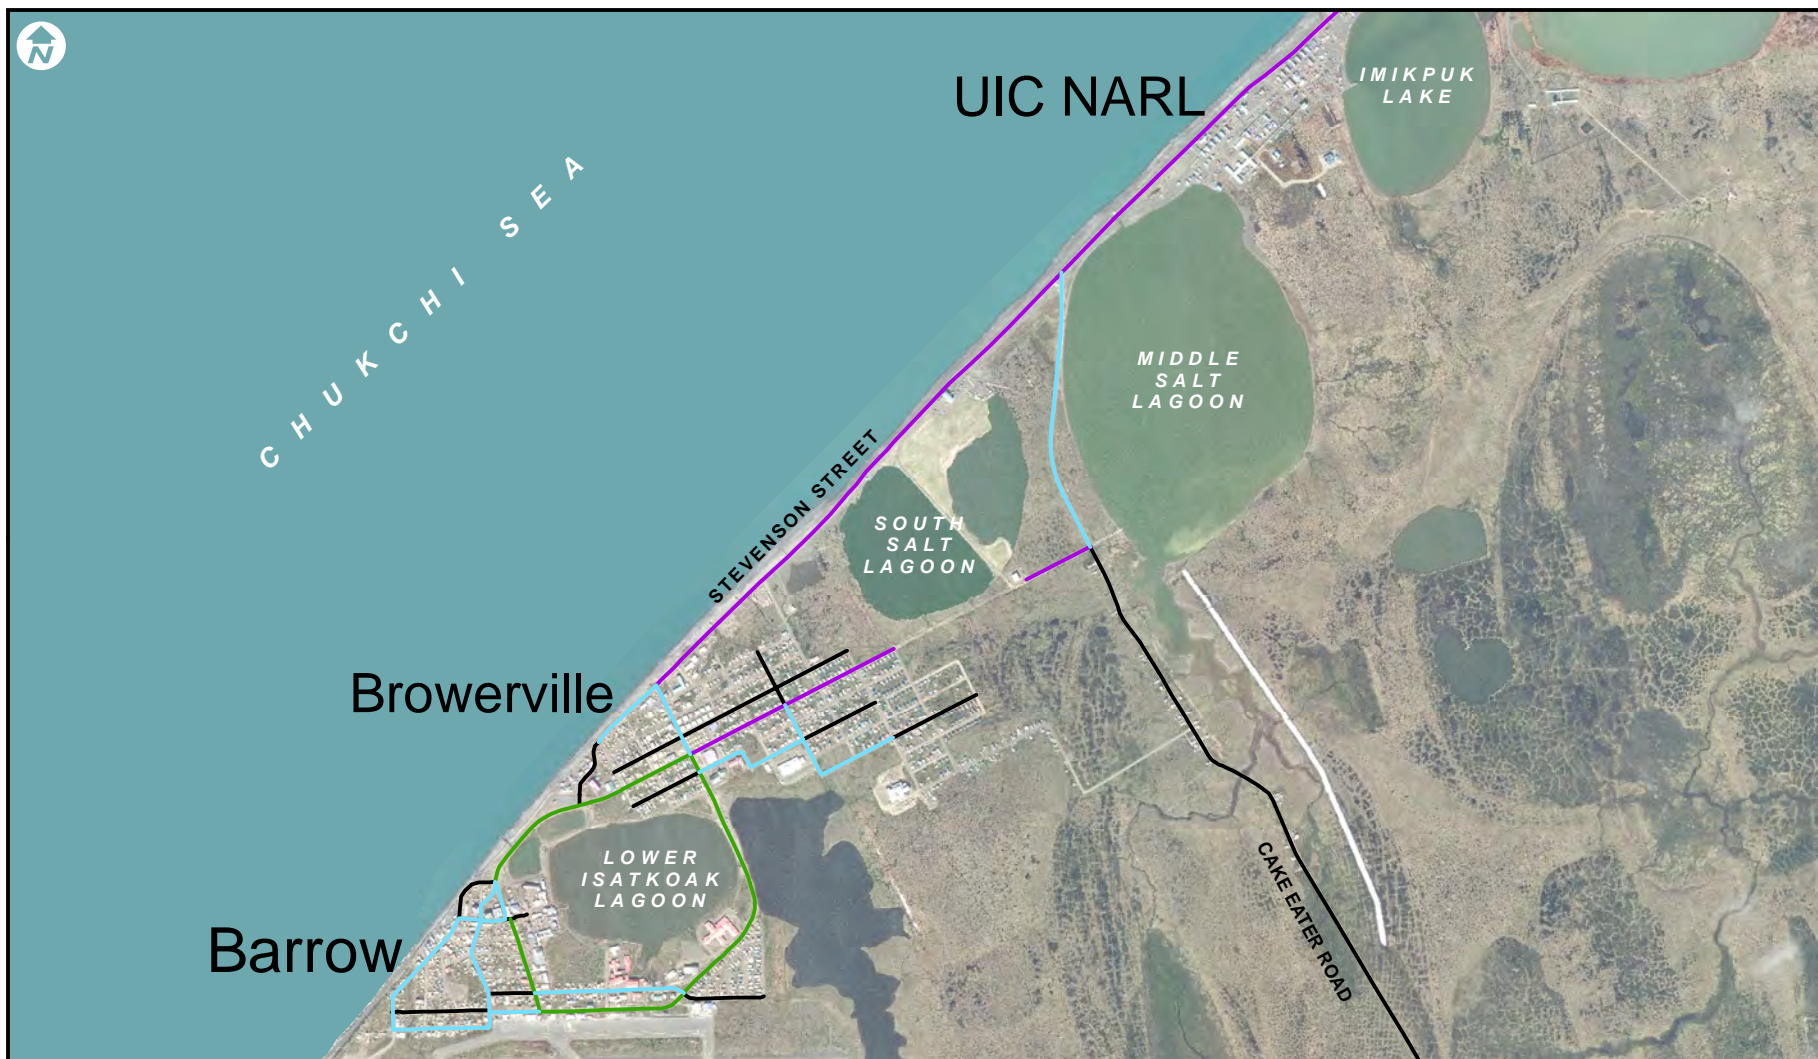 N
UIC NARL
IMIKPUK
LAKE
CHUKCHI SEA
MIDDLE
SALT
LAGOON
STEVENSON STREET
SOUTH
SALT
LAGOON
Browerville
LOWER
ISATKOAK
LAGOON
CAKE EATER ROAD
Barrow